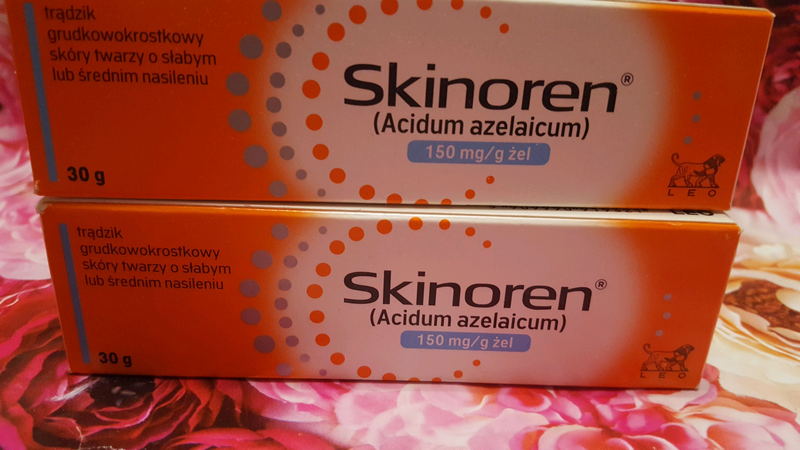 trądzik
grudkowokrostkowy
skóry twarzy o słabym
lub średnim nasileniu
30 g
Skinoren®
(Acidum azelaicum)
150 mg/g żel
LEO
LEO
trądzik
grudkowokrostkowy
skóry twarzy o słabym
lub średnim nasileniu
30 g
Skinoren®
(Acidum azelaicum)
150 mg/g żel
LEO